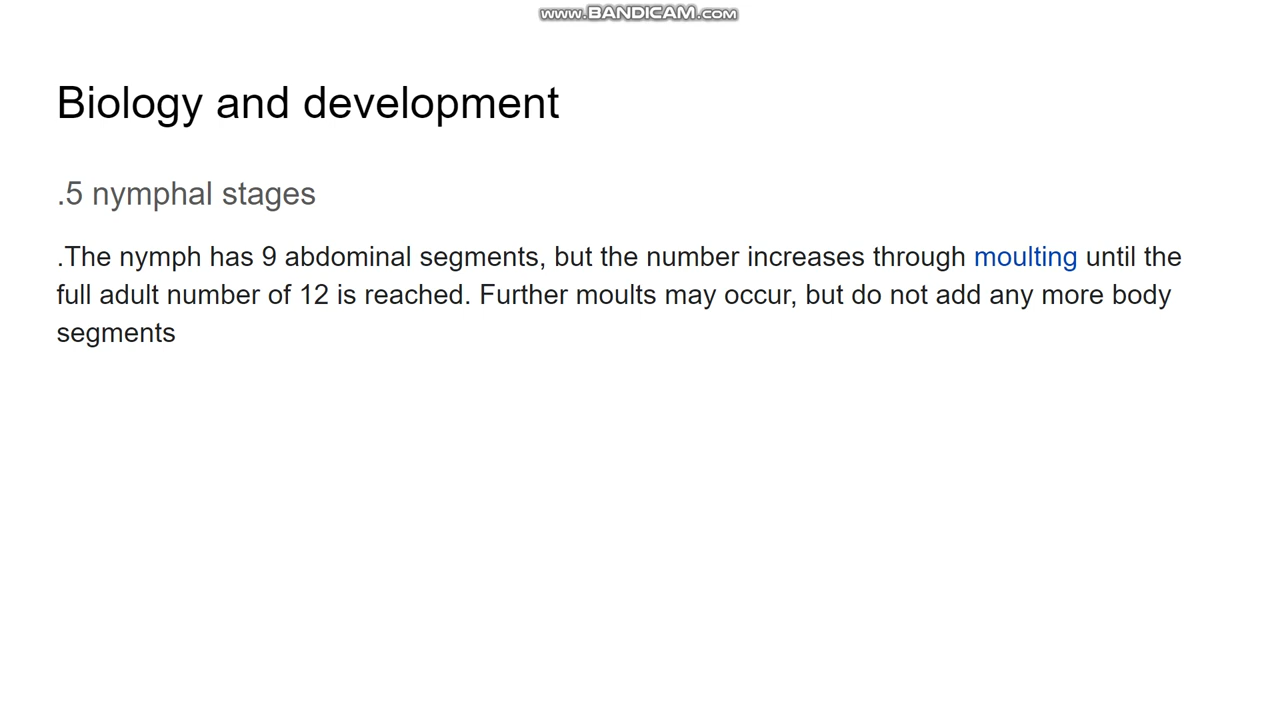 www.BANDICAM.com
Biology and development
.5 nymphal stages
.The nymph has 9 abdominal segments, but the number increases through moulting until the
full adult number of 12 is reached. Further moults may occur, but do not add any more body
segments